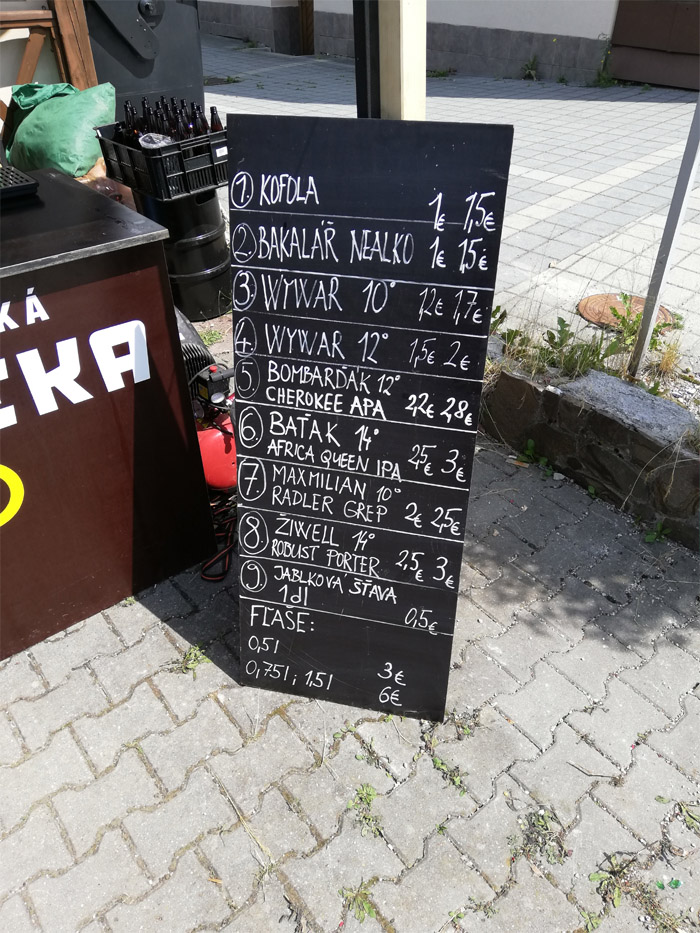 1. KOFOLA 1€ 1,5€
2. BAKALÁŘ NEALKO 1€ 1,5€
3. WYWAR 10° 1,2€ 1,7€
4. WYWAR 12° 1,5€ 2€
5. BOMBARĎÁK 12°
CHEROKEE APA 2,2€ 2,8€
6. BAŤAK 14°
AFRICA QUEEN IPA 2,5€ 3€
7. MAXMILIAN 10°
RADLER GREP 2€ 2,5€
8. ŽIWELL 14°
ROBUST PORTER 2,5€ 3€
9. JABLKOVÁ ŠŤAVA
1dl 0,5€
FĽAŠE:
0,5l 3€
0,75l; 1,5l 6€
KÁ